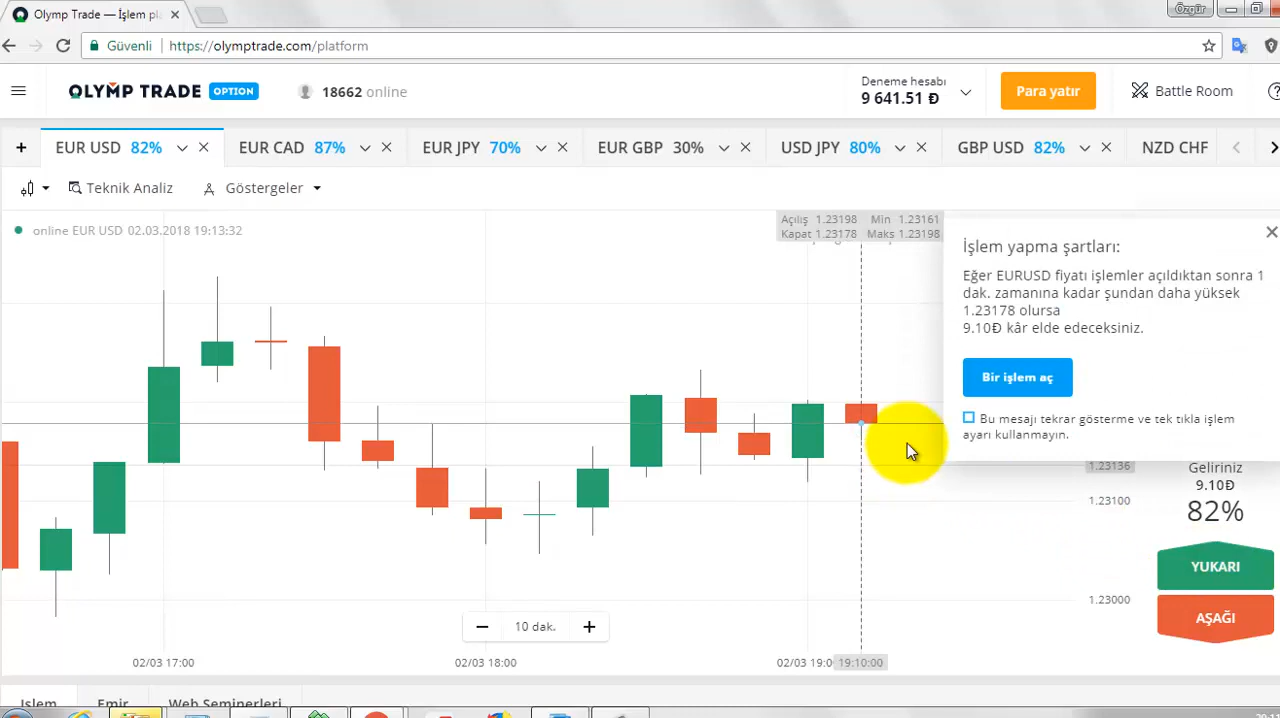 Olymp Trade — İşlem pla
Özgür
Güvenli https://olymptrade.com/platform
OLYMP TRADE OPTION
18662 online
Deneme hesabı
9 641.51 Đ
Para yatır
Battle Room
+ EUR USD 82% EUR CAD 87% EUR JPY 70% EUR GBP 30% USD JPY 80% GBP USD 82% NZD CHF
Teknik Analiz Göstergeler
online EUR USD 02.03.2018 19:13:32
Açılış 1.23198 Min 1.23161
Kapat 1.23178 Maks 1.23198
İşlem yapma şartları:
Eğer EURUSD fiyatı işlemler açıldıktan sonra 1
dak. zamanına kadar şundan daha yüksek
1.23178 olursa
9.10Đ kâr elde edeceksiniz.
Bir işlem aç
Bu mesajı tekrar gösterme ve tek tıkla işlem
ayarı kullanmayın.
1.23136
1.23100
1.23000
Geliriniz
9.10Đ
82%
YUKARI
AŞAĞI
− 10 dak. +
02/03 17:00 02/03 18:00 02/03 19:0 19:10:00
İşlem Emir Web Seminerleri